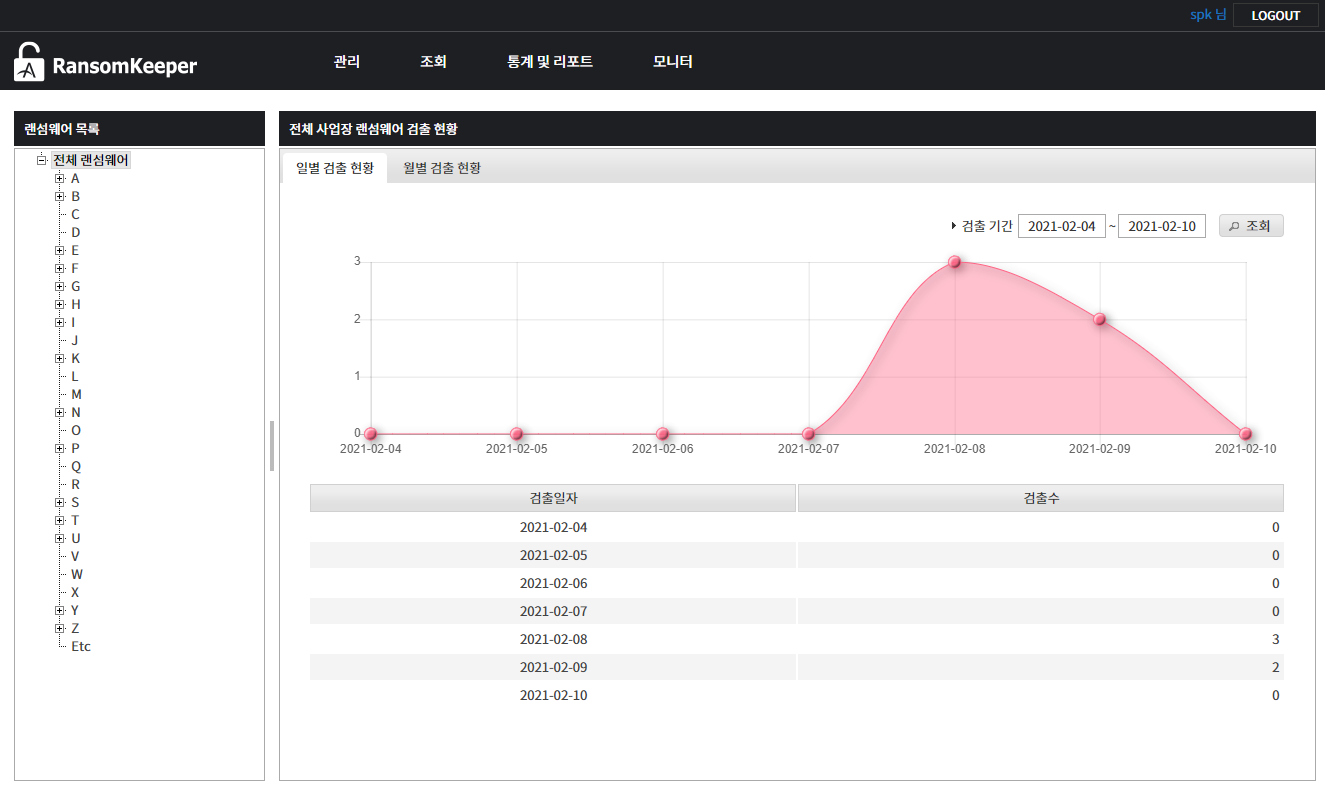 spk 님 LOGOUT
RansomKeeper 관리 조회 통계 및 리포트 모니터
랜섬웨어 목록
전체 랜섬웨어
A
B
C
D
E
F
G
H
I
J
K
L
M
N
O
P
Q
R
S
T
U
V
W
X
Y
Z
Etc
전체 사업장 랜섬웨어 검출 현황
일별 검출 현황 월별 검출 현황
검출 기간 2021-02-04 ~ 2021-02-10 조회
3
2
1
0
2021-02-04 2021-02-05 2021-02-06 2021-02-07 2021-02-08 2021-02-09 2021-02-10
검출일자 검출수
2021-02-04 0
2021-02-05 0
2021-02-06 0
2021-02-07 0
2021-02-08 3
2021-02-09 2
2021-02-10 0